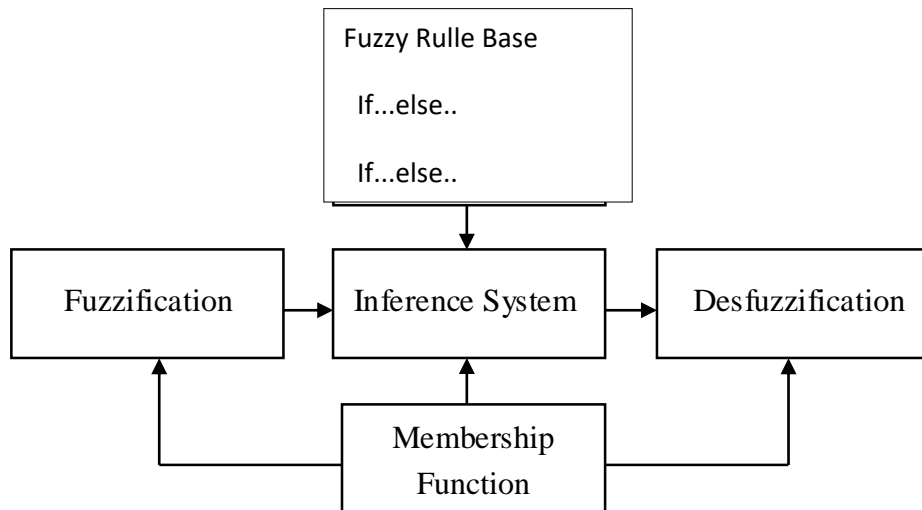 Fuzzy Rulle Base
If...else..
If...else..
Fuzzification
Inference System
Desfuzzification
Membership
Function